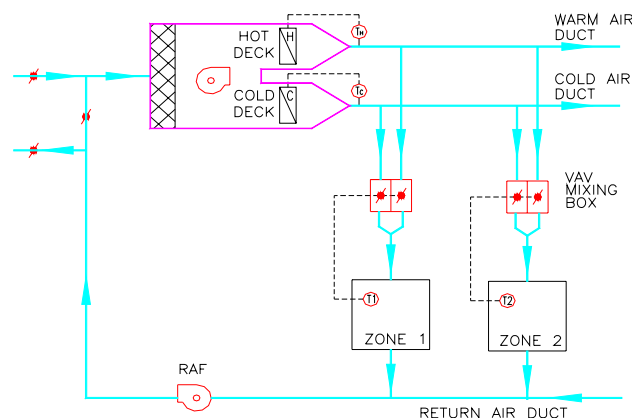 HOT
DECK
H
TH
WARM AIR
DUCT
COLD
DECK
C
TC
COLD AIR
DUCT
VAV
MIXING
BOX
T1
T2
ZONE 1
ZONE 2
RAF
RETURN AIR DUCT